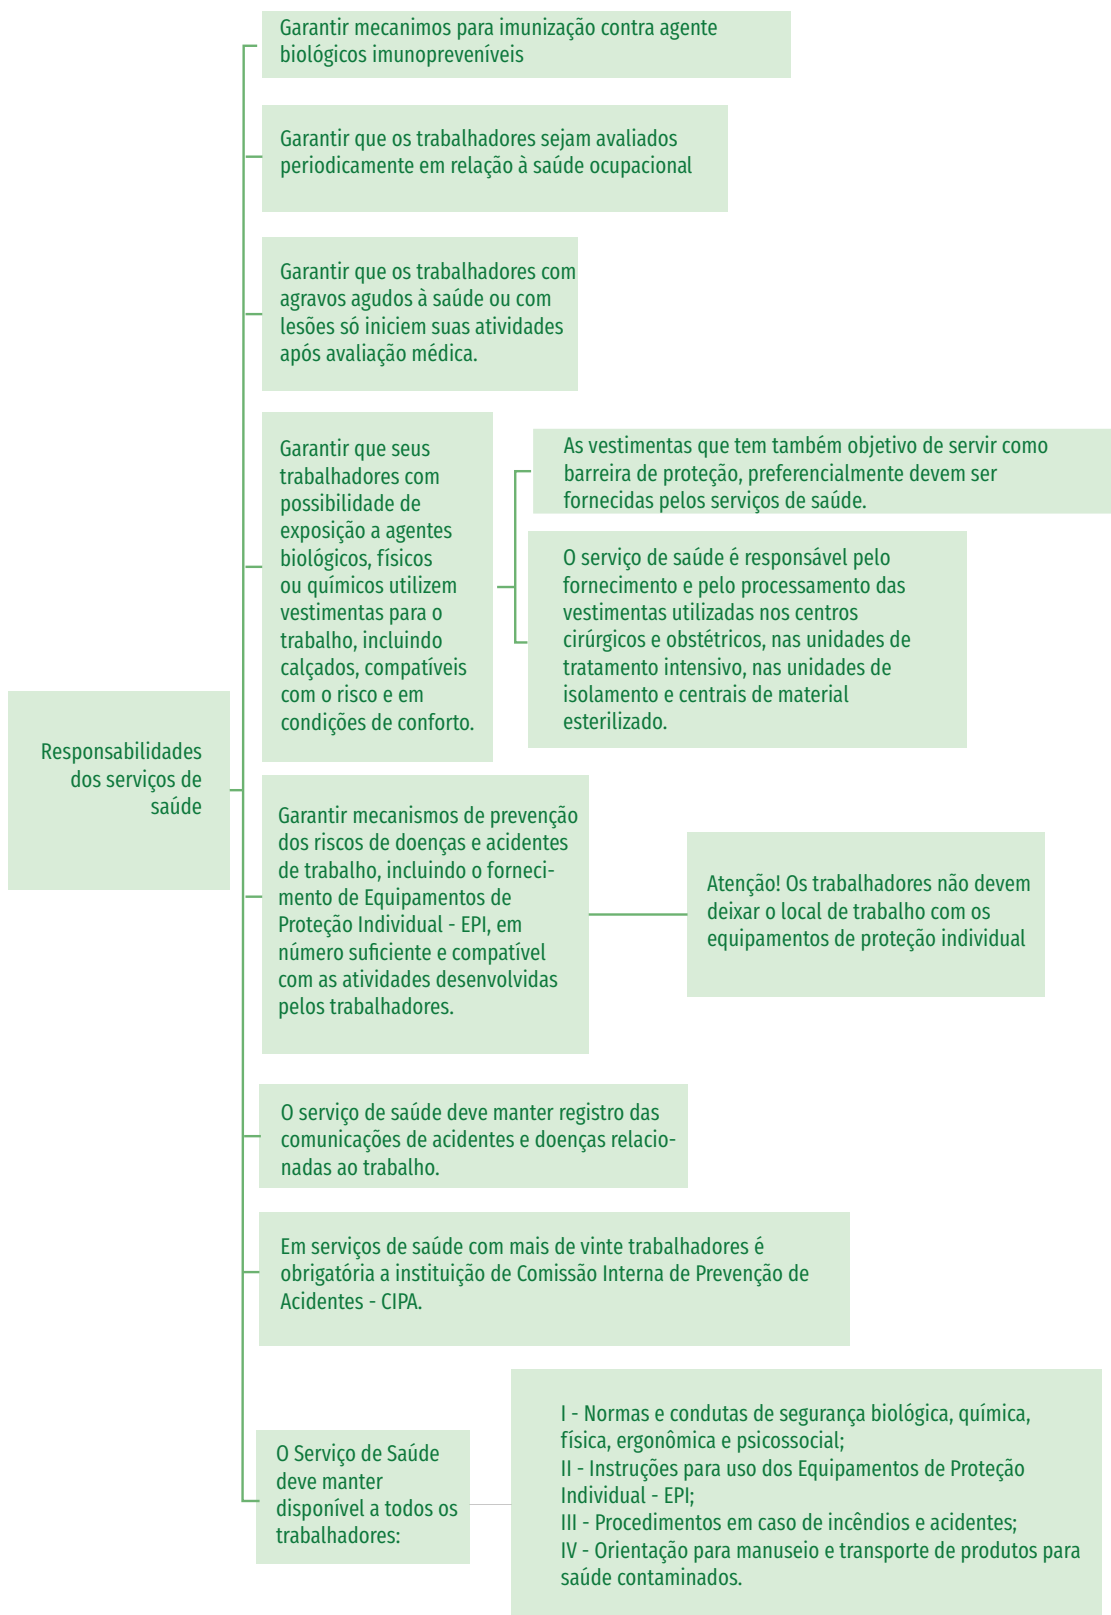 Garantir mecanimos para imunização contra agente
biológicos imunopreveníveis
Garantir que os trabalhadores sejam avaliados
periodicamente em relação à saúde ocupacional
Garantir que os trabalhadores com
agravos agudos à saúde ou com
lesões só iniciem suas atividades
após avaliação médica.
Garantir que seus
trabalhadores com
possibilidade de
exposição a agentes
biológicos, físicos
ou químicos utilizem
vestimentas para o
trabalho, incluindo
calçados, compatíveis
com o risco e em
condições de conforto.
As vestimentas que tem também objetivo de servir como
barreira de proteção, preferencialmente devem ser
fornecidas pelos serviços de saúde.
O serviço de saúde é responsável pelo
fornecimento e pelo processamento das
vestimentas utilizadas nos centros
cirúrgicos e obstétricos, nas unidades de
tratamento intensivo, nas unidades de
isolamento e centrais de material
esterilizado.
Responsabilidades
dos serviços de
saúde
Garantir mecanismos de prevenção
dos riscos de doenças e acidentes
de trabalho, incluindo o forneci-
mento de Equipamentos de
Proteção Individual - EPI, em
número suficiente e compatível
com as atividades desenvolvidas
pelos trabalhadores.
Atenção! Os trabalhadores não devem
deixar o local de trabalho com os
equipamentos de proteção individual
O serviço de saúde deve manter registro das
comunicações de acidentes e doenças relacio-
nadas ao trabalho.
Em serviços de saúde com mais de vinte trabalhadores é
obrigatória a instituição de Comissão Interna de Prevenção de
Acidentes - CIPA.
O Serviço de Saúde
deve manter
disponível a todos os
trabalhadores:
I - Normas e condutas de segurança biológica, química,
física, ergonômica e psicossocial;
II - Instruções para uso dos Equipamentos de Proteção
Individual - EPI;
III - Procedimentos em caso de incêndios e acidentes;
IV - Orientação para manuseio e transporte de produtos para
saúde contaminados.